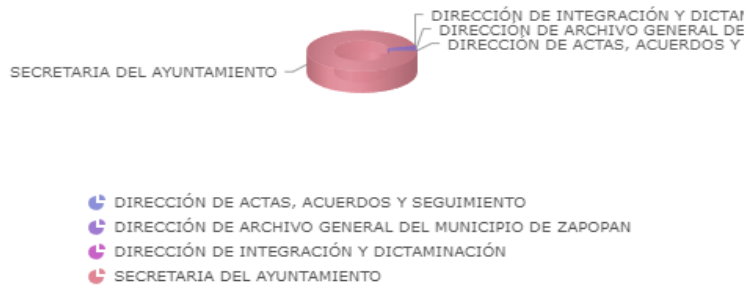 DIRECCIÓN DE INTEGRACIÓN Y
DIRECCIÓN DE ARCHIVO GENERAL DE
DIRECCIÓN DE ACTAS, ACUERDOS Y
SECRETARIA DEL AYUNTAMIENTO
DIRECCIÓN DE ACTAS, ACUERDOS Y SEGUIMIENTO
DIRECCIÓN DE ARCHIVO GENERAL DEL MUNICIPIO DE ZAPOPAN
DIRECCIÓN DE INTEGRACIÓN Y DICTAMINACIÓN
SECRETARIA DEL AYUNTAMIENTO